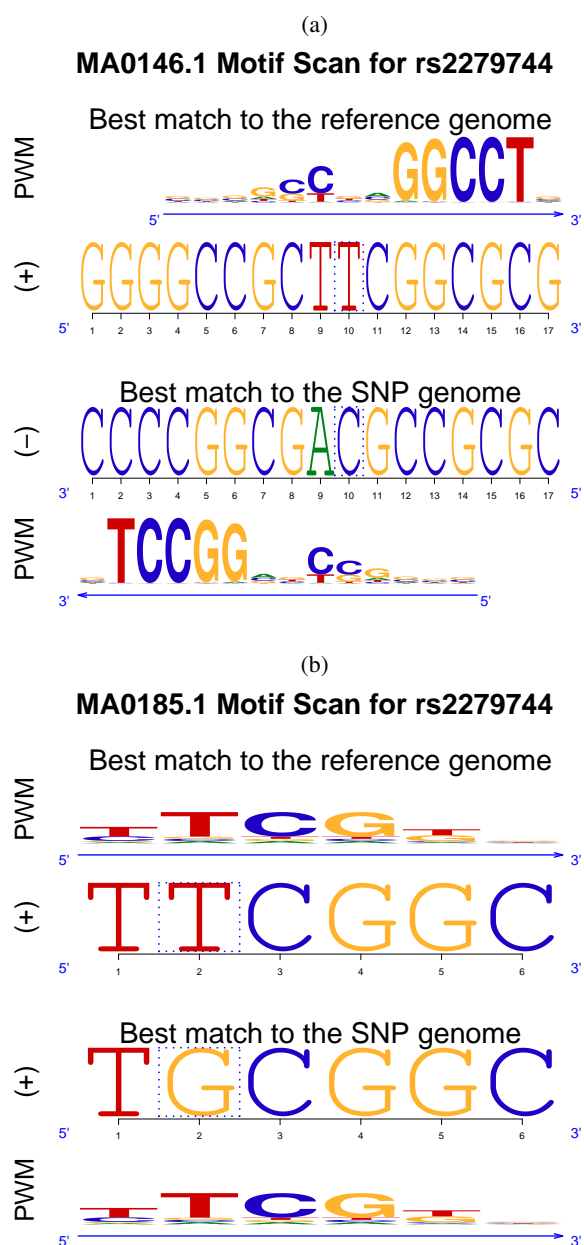 (a)
MA0146.1 Motif Scan for rs2279744
Best match to the reference genome
PWM
5' 3'
(+)
GGGGCCGCTTCGGCGCG
5' 1 2 3 4 5 6 7 8 9 10 11 12 13 14 15 16 17 3'
Best match to the SNP genome
(−)
CCCCGGCGACGCCGCGC
3' 1 2 3 4 5 6 7 8 9 10 11 12 13 14 15 16 17 5'
PWM
TCCGG
3' 5'
(b)
MA0185.1 Motif Scan for rs2279744
Best match to the reference genome
PWM
TTCGT
5' 3'
(+)
TTCGGC
5' 1 2 3 4 5 6 3'
Best match to the SNP genome
(+)
TGCGGC
5' 1 2 3 4 5 6 3'
PWM
TTCGT
5' 3'